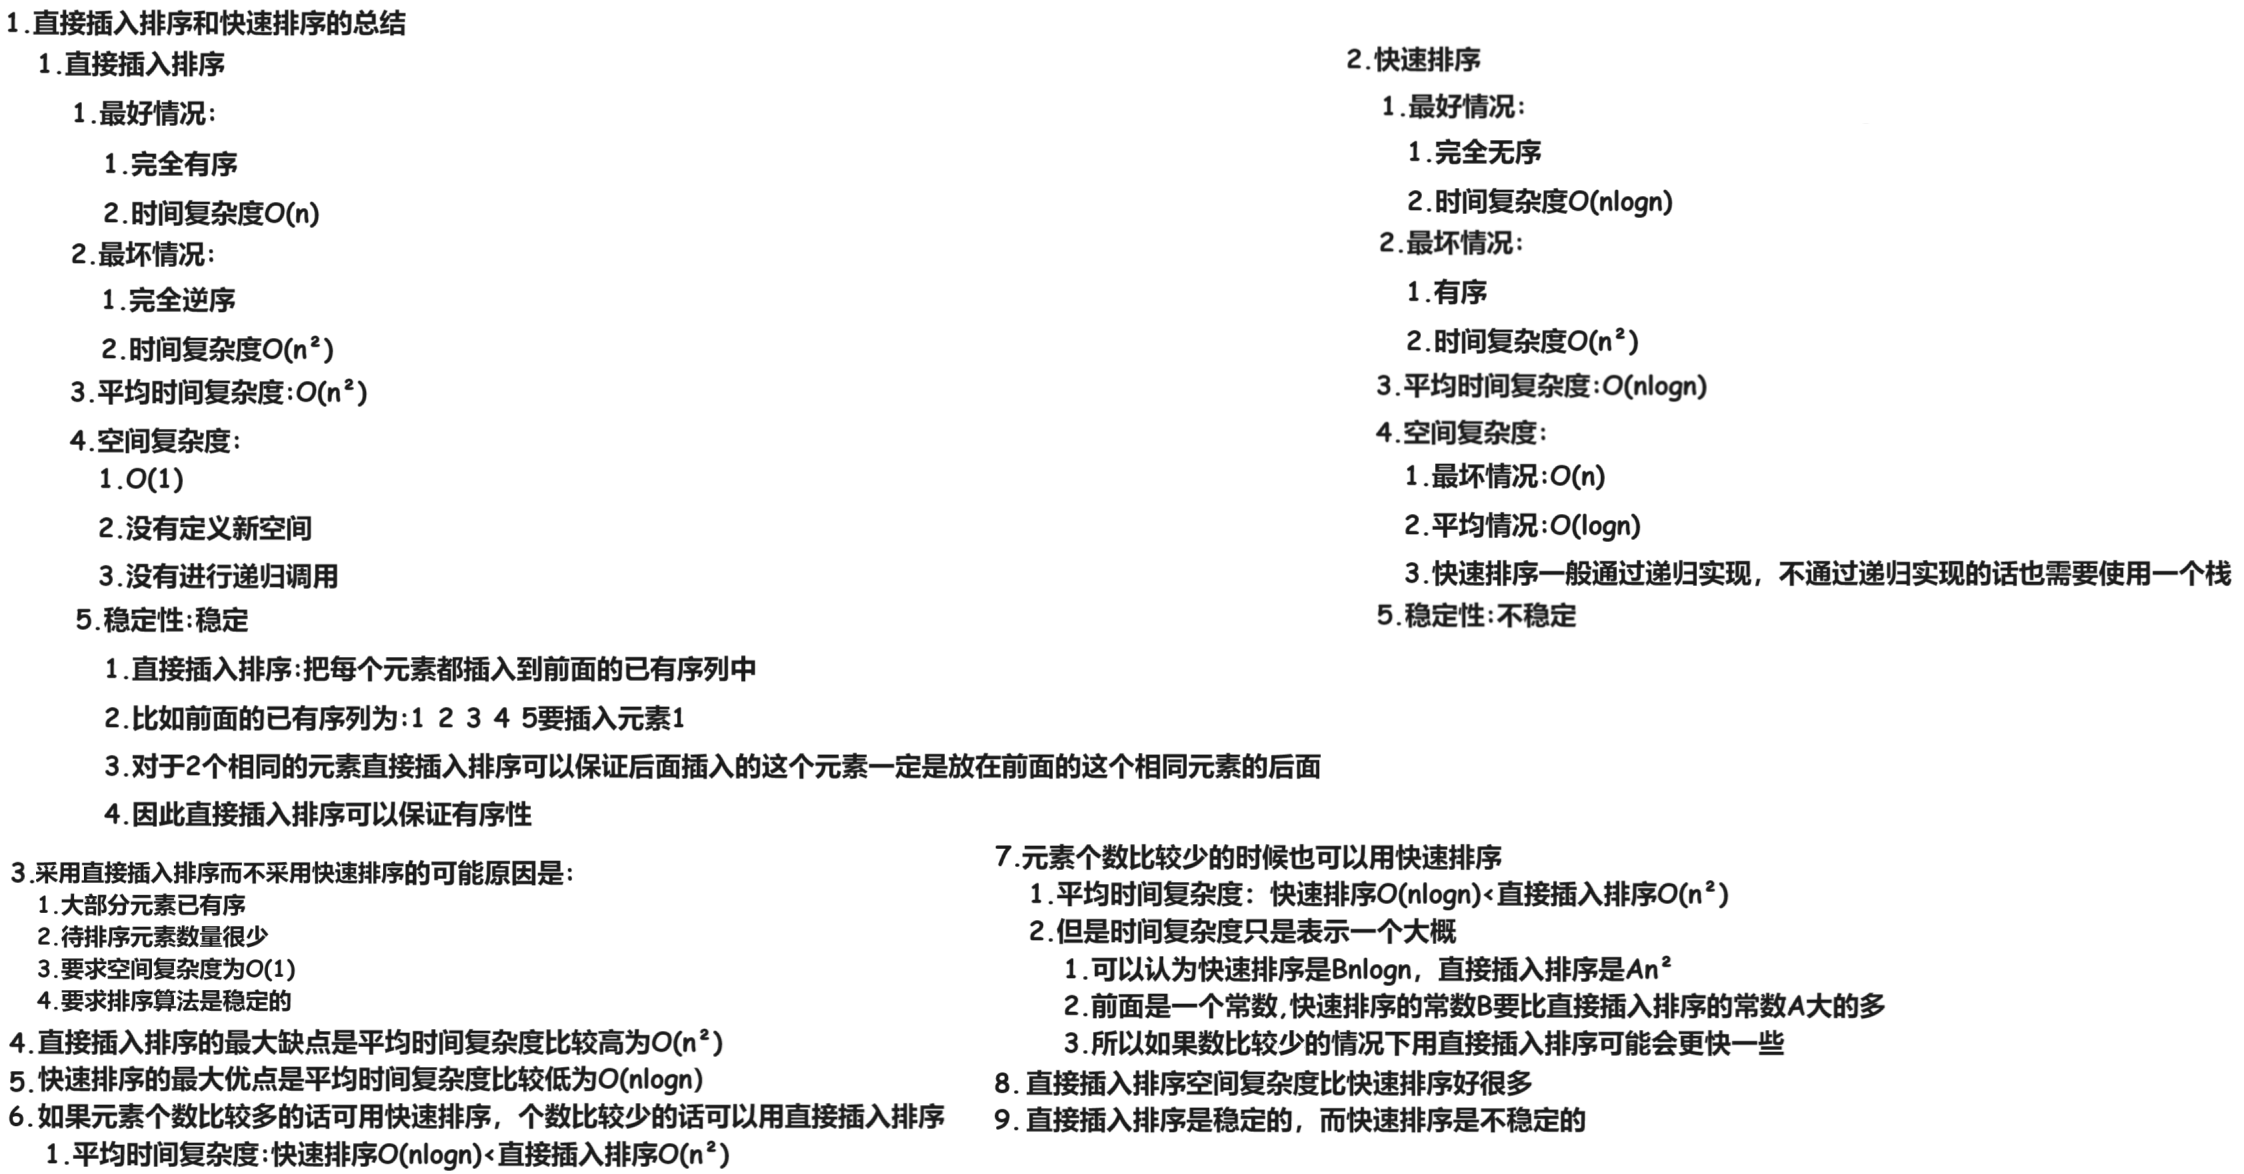 1.直接插入排序和快速排序的总结
1.直接插入排序
1.最好情况:
1.完全有序
2.时间复杂度O(n)
2.最坏情况:
1.完全逆序
2.时间复杂度O(n²)
3.平均时间复杂度:O(n²)
4.空间复杂度:
1.O(1)
2.没有定义新空间
3.没有进行递归调用
5.稳定性:稳定
1.直接插入排序:把每个元素都插入到前面的已有序列中
2.比如前面的已有序列为:1 2 3 4 5要插入元素1
3.对于2个相同的元素直接插入排序可以保证后面插入的这个元素一定是放在前面的这个相同元素的后面
4.因此直接插入排序可以保证有序性
2.快速排序
1.最好情况:
1.完全无序
2.时间复杂度O(nlogn)
2.最坏情况:
1.有序
2.时间复杂度O(n²)
3.平均时间复杂度:O(nlogn)
4.空间复杂度:
1.最坏情况:O(n)
2.平均情况:O(logn)
3.快速排序一般通过递归实现，不通过递归实现的话也需要使用一个栈
5.稳定性:不稳定
3.采用直接插入排序而不采用快速排序的可能原因是:
1.大部分元素已有序
2.待排序元素数量很少
3.要求空间复杂度为O(1)
4.要求排序算法是稳定的
4.直接插入排序的最大缺点是平均时间复杂度比较高为O(n²)
5.快速排序的最大优点是平均时间复杂度比较低为O(nlogn)
6.如果元素个数比较多的话可用快速排序，个数比较少的话可以用直接插入排序
1.平均时间复杂度:快速排序O(nlogn)<直接插入排序O(n²)
7.元素个数比较少的时候也可以用快速排序
1.平均时间复杂度：快速排序O(nlogn)<直接插入排序O(n²)
2.但是时间复杂度只是表示一个大概
1.可以认为快速排序是Bnlogn，直接插入排序是An²
2.前面是一个常数,快速排序的常数B要比直接插入排序的常数A大的多
3.所以如果数比较少的情况下用直接插入排序可能会更快一些
8.直接插入排序空间复杂度比快速排序好很多
9.直接插入排序是稳定的，而快速排序是不稳定的